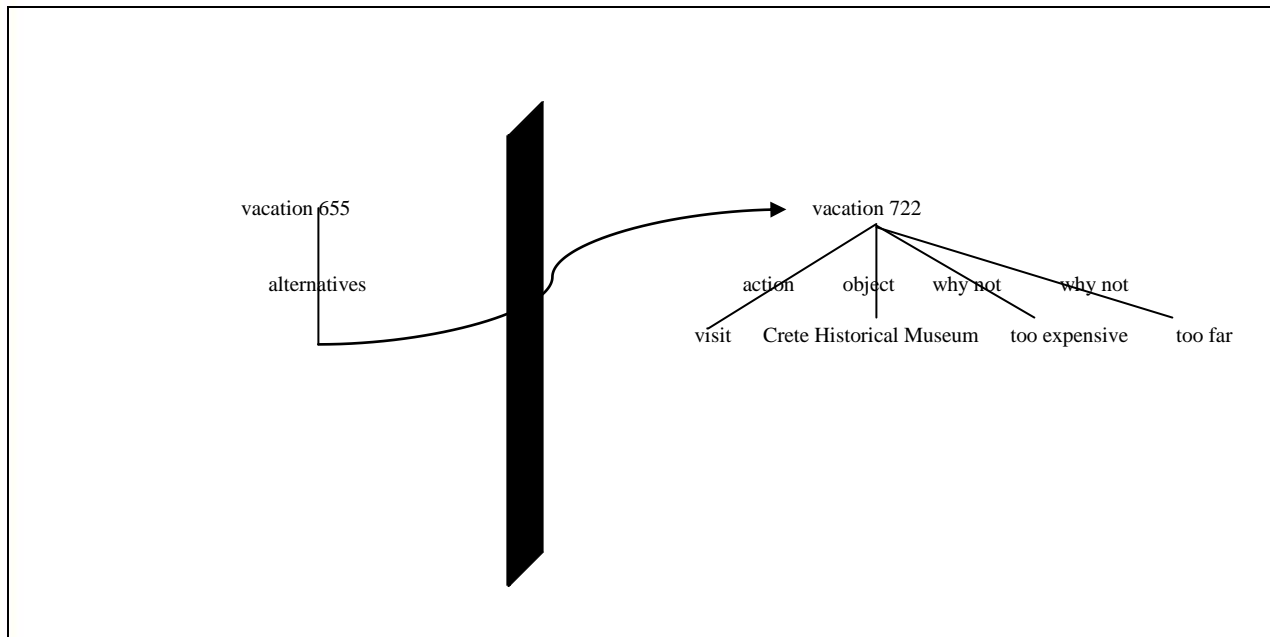 vacation 655 vacation 722
alternatives action object why not why not
visit Crete Historical Museum too expensive too far